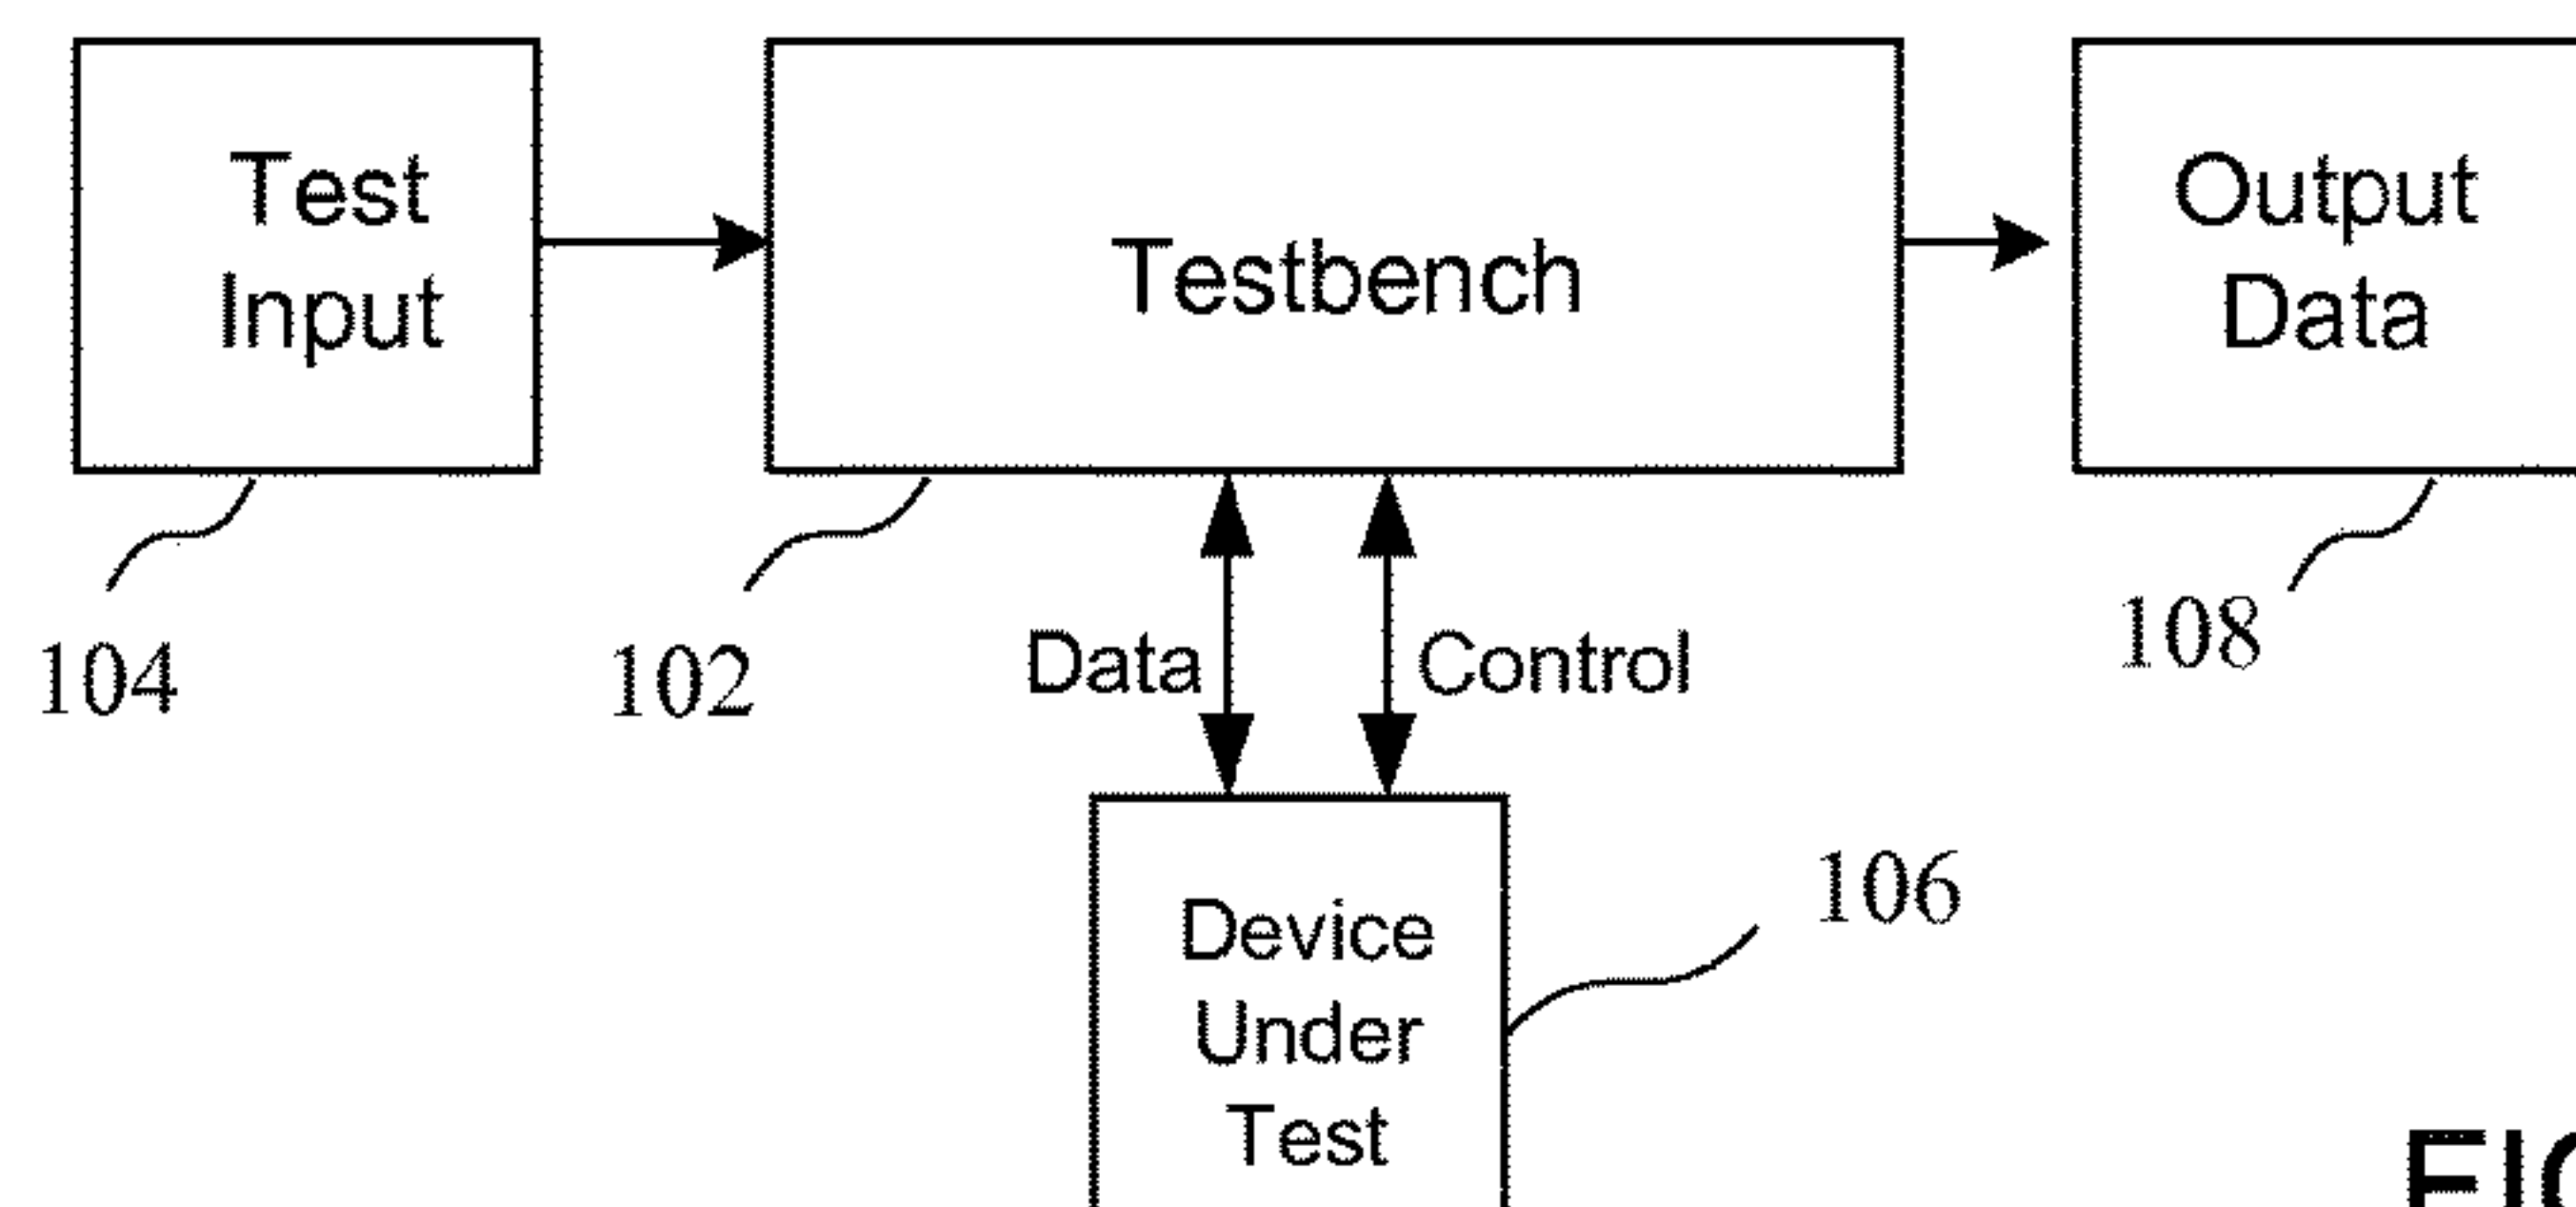 Test
Input
Testbench
Output
Data
104
102
Data
Control
108
106
Device
Under
Test